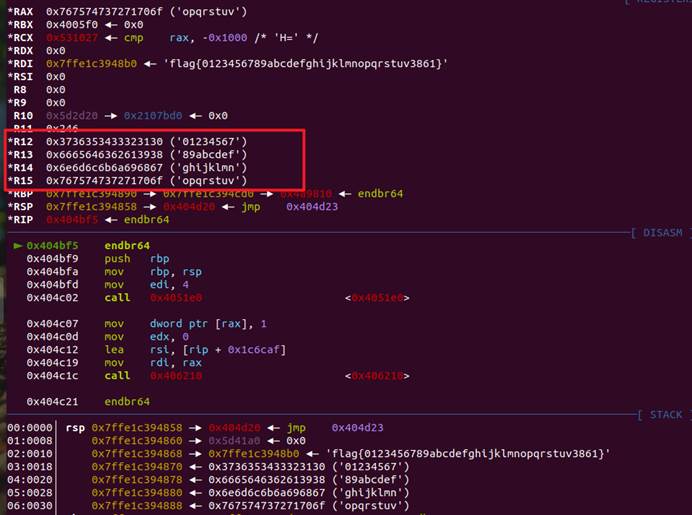 [ REGISTERS
*RAX 0x767574737271706f ('opqrstuv')
*RBX 0x4005f0 ◂— 0x0
*RCX 0x531027 ◂— cmp rax, -0x1000 /* 'H=' */
*RDX 0x0
*RDI 0x7ffe1c3948b0 ◂— 'flag{0123456789abcdefghijklmnopqrstuv3861}'
*RSI 0x0
R8 0x0
*R9 0x0
R10 0x5d2d20 —▸ 0x2107bd0 ◂— 0x0
R11 0x246
*R12 0x3736353433323130 ('01234567')
*R13 0x6665646362613938 ('89abcdef')
*R14 0x6e6d6c6b6a696867 ('ghijklmn')
*R15 0x767574737271706f ('opqrstuv')
*RBP 0x7ffe1c394890 —▸ 0x7ffe1c394cd0 —▸ 0x4d9810 ◂— endbr64
*RSP 0x7ffe1c394858 —▸ 0x404d20 ◂— jmp 0x404d23
*RIP 0x404bf5 ◂— endbr64
[ DISASM ]
► 0x404bf5 endbr64
0x404bf9 push rbp
0x404bfa mov rbp, rsp
0x404bfd mov edi, 4
0x404c02 call 0x4051e0 <0x4051e0>
0x404c07 mov dword ptr [rax], 1
0x404c0d mov edx, 0
0x404c12 lea rsi, [rip + 0x1c6caf]
0x404c19 mov rdi, rax
0x404c1c call 0x406210 <0x406210>
0x404c21 endbr64
[ STACK ]
00:0000│ rsp 0x7ffe1c394858 —▸ 0x404d20 ◂— jmp 0x404d23
01:0008│ 0x7ffe1c394860 —▸ 0x5d41a0 ◂— 0x0
02:0010│ 0x7ffe1c394868 —▸ 0x7ffe1c3948b0 ◂— 'flag{0123456789abcdefghijklmnopqrstuv3861}'
03:0018│ 0x7ffe1c394870 ◂— 0x3736353433323130 ('01234567')
04:0020│ 0x7ffe1c394878 ◂— 0x6665646362613938 ('89abcdef')
05:0028│ 0x7ffe1c394880 ◂— 0x6e6d6c6b6a696867 ('ghijklmn')
06:0030│ 0x7ffe1c394888 ◂— 0x767574737271706f ('opqrstuv')